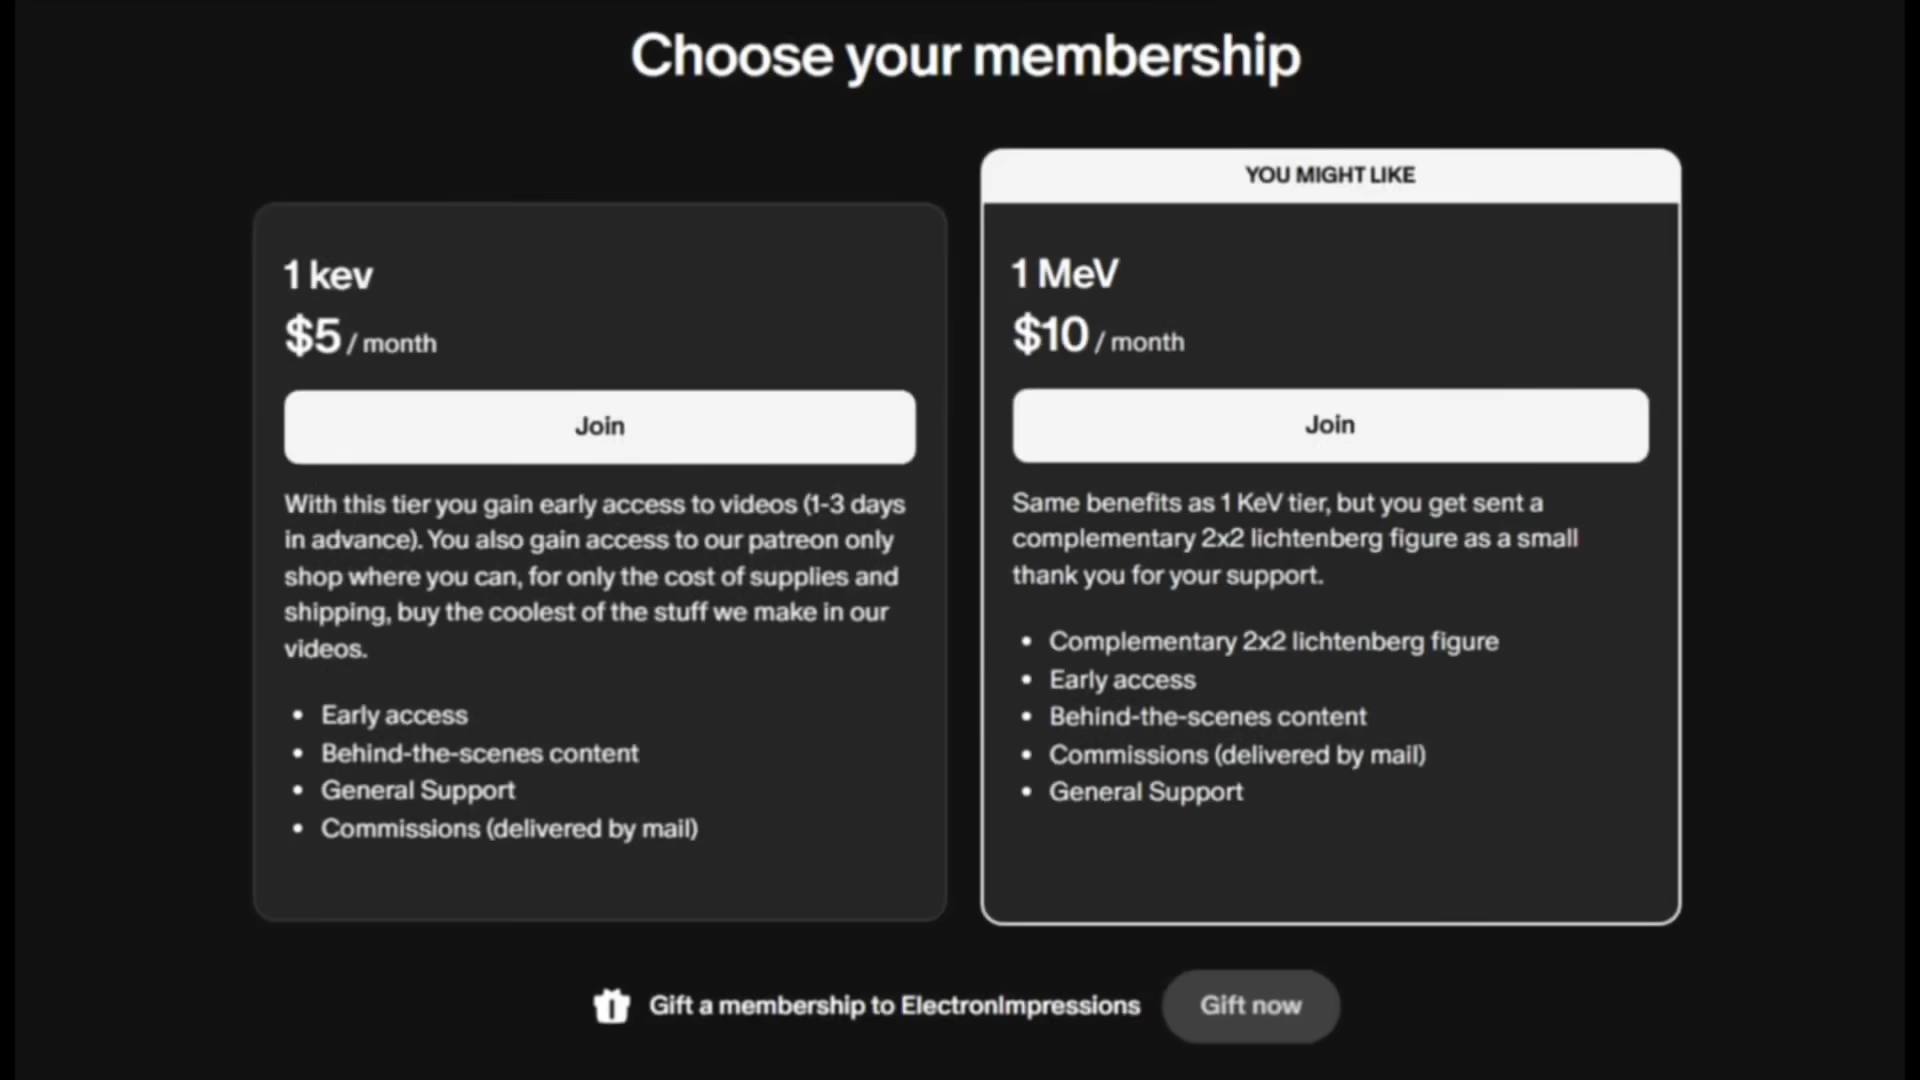 Choose your membership
1 kev
$5 / month
Join
With this tier you gain early access to videos (1-3 days
in advance). You also gain access to our patreon only
shop where you can, for only the cost of supplies and
shipping, buy the coolest of the stuff we make in our
videos.
• Early access
• Behind-the-scenes content
• General Support
• Commissions (delivered by mail)
YOU MIGHT LIKE
1 MeV
$10 / month
Join
Same benefits as 1 KeV tier, but you get sent a
complementary 2x2 lichtenberg figure as a small
thank you for your support.
• Complementary 2x2 lichtenberg figure
• Early access
• Behind-the-scenes content
• Commissions (delivered by mail)
• General Support
Gift a membership to ElectronImpressions
Gift now